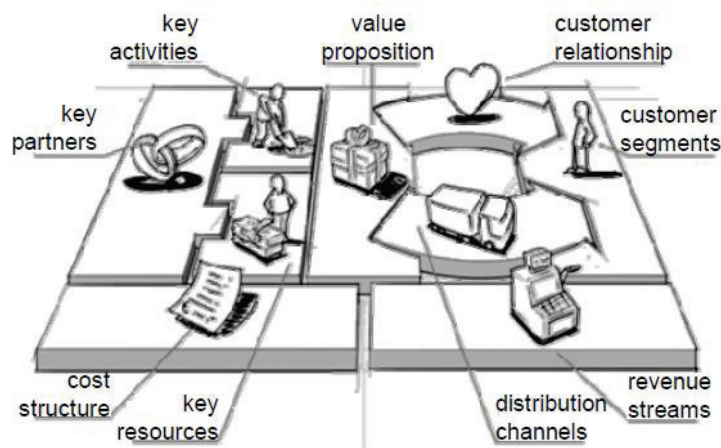 key
activities
value
proposition
customer
relationship
key
partners
customer
segments
cost
structure
key
resources
distribution
channels
revenue
streams